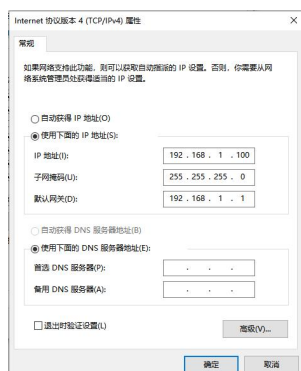 Internet 协议版本 4 (TCP/IPv4) 属性
常规
如果网络支持此功能，则可以获取自动指派的 IP 设置。否则，你需要从网
络系统管理员处获得适当的 IP 设置。
自动获得 IP 地址(O)
使用下面的 IP 地址(S):
IP 地址(I): 192 . 168 . 1 . 100
子网掩码(U): 255 . 255 . 255 . 0
默认网关(D): 192 . 168 . 1 . 1
自动获得 DNS 服务器地址(B)
使用下面的 DNS 服务器地址(E):
首选 DNS 服务器(P): . . .
备用 DNS 服务器(A): . . .
退出时验证设置(L)
高级(V)...
确定 取消